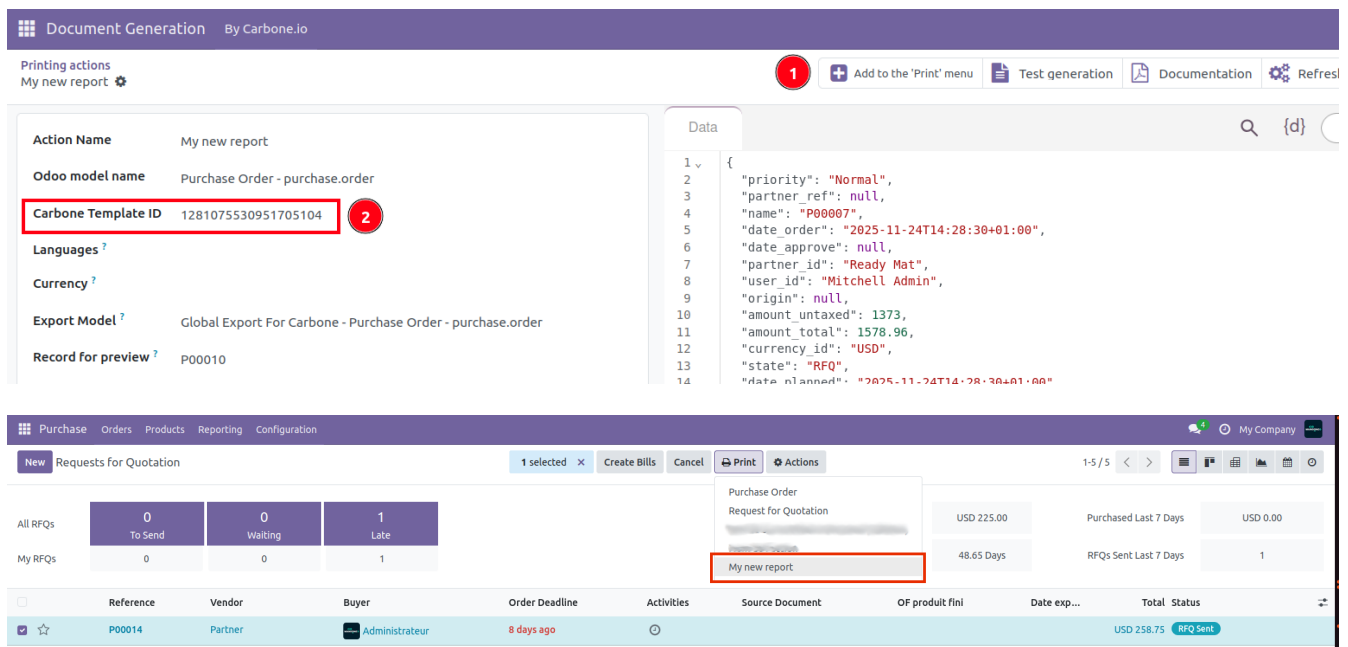 Document Generation By Carbone.io
Printing actions
My new report
1 Add to the 'Print' menu Test generation Documentation Refresh
Action Name My new report
Odoo model name Purchase Order - purchase.order
Carbone Template ID 1281075530951705104 2
Languages ?
Currency ?
Export Model ? Global Export For Carbone - Purchase Order - purchase.order
Record for preview ? P00010
Data {d}
1 {
2 "priority": "Normal",
3 "partner_ref": null,
4 "name": "P00007",
5 "date_order": "2025-11-24T14:28:30+01:00",
6 "date_approve": null,
7 "partner_id": "Ready Mat",
8 "user_id": "Mitchell Admin",
9 "origin": null,
10 "amount_untaxed": 1373,
11 "amount_total": 1578.96,
12 "currency_id": "USD",
13 "state": "RFQ",
14 "date_planned": "2025-11-24T14:28:30+01:00"
Purchase Orders Products Reporting Configuration 4 My Company
New Requests for Quotation 1 selected × Create Bills Cancel Print Actions 1-5 / 5
Purchase Order
Request for Quotation
My new report
All RFQs 0 To Send 0 Waiting 1 Late USD 225.00 Purchased Last 7 Days USD 0.00
My RFQs 0 0 1 48.65 Days RFQs Sent Last 7 Days 1
Reference Vendor Buyer Order Deadline Activities Source Document OF produit fini Date exp... Total Status
P00014 Partner Administrateur 8 days ago USD 258.75 RFQ Sent